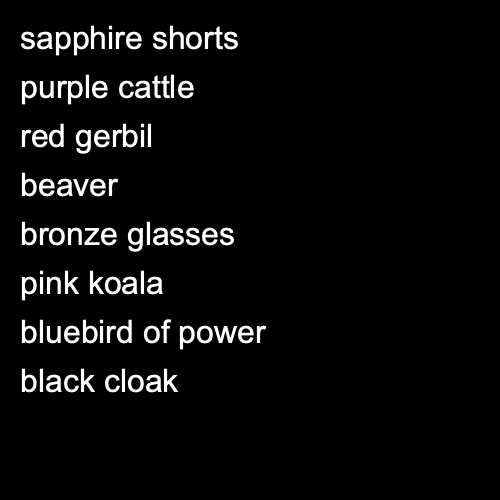 sapphire shorts
purple cattle
red gerbil
beaver
bronze glasses
pink koala
bluebird of power
black cloak